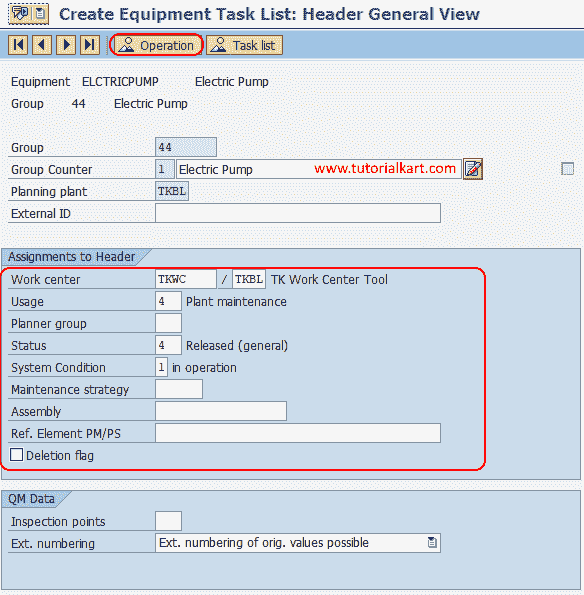 Create Equipment Task List: Header General View
Operation Task list
Equipment ELCTRICPUMP Electric Pump
Group 44 Electric Pump
Group 44
Group Counter 1 Electric Pump www.tutorialkart.com
Planning plant TKBL
External ID
Assignments to Header
Work center TKWC / TKBL TK Work Center Tool
Usage 4 Plant maintenance
Planner group
Status 4 Released (general)
System Condition 1 in operation
Maintenance strategy
Assembly
Ref. Element PM/PS
Deletion flag
QM Data
Inspection points
Ext. numbering Ext. numbering of orig. values possible